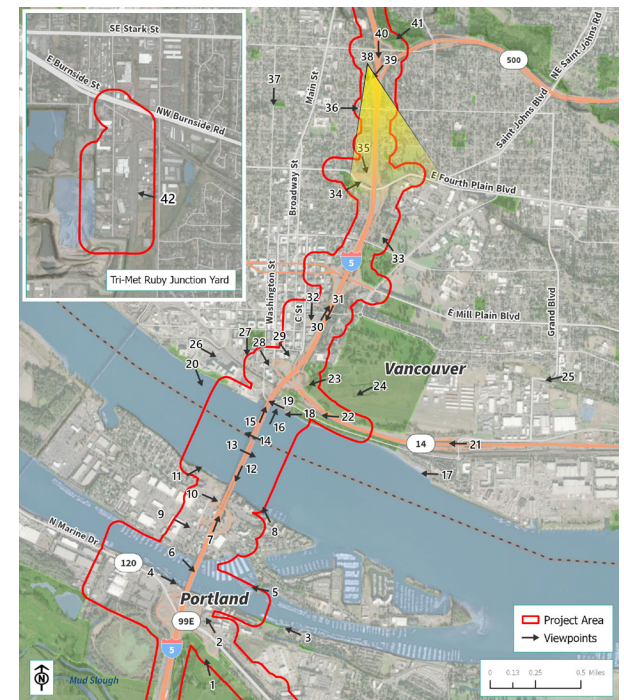 SE Stark St
E Burnside St
NW Burnside Rd
42
Tri-Met Ruby Junction Yard
41
40
38
39
500
NE Saint Johns Rd
37
Main St
36
Saint Johns Blvd
35
E Fourth Plain Blvd
34
Broadway St
33
5
Washington St
C St
32
31
30
E Mill Plain Blvd
Grand Blvd
29
28
27
26
20
Vancouver
23
24
25
19
18
22
15
16
14
21
14
13
17
12
11
10
9
8
7
N Marine Dr
6
120
4
5
Portland
99E
3
2
5
1
Mud Slough
N
Project Area
Viewpoints
0 0.13 0.25 0.5 Miles